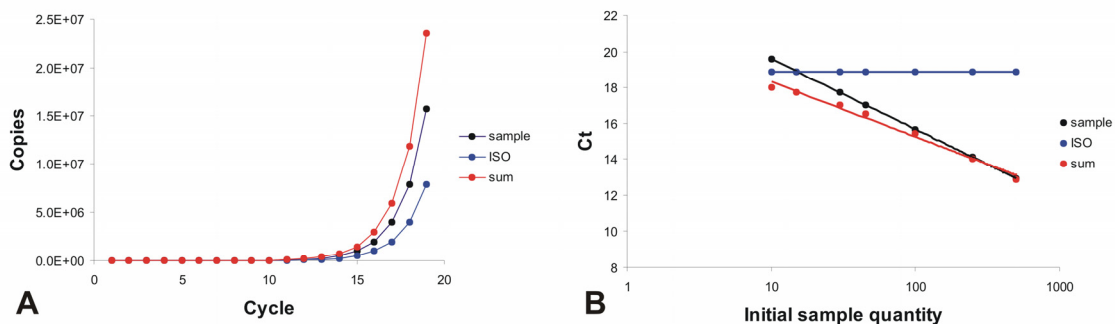 2.5E+07
2.0E+07
1.5E+07
1.0E+07
5.0E+06
0.0E+00
0 5 10 15 20
Copies
Cycle
sample
ISO
sum
A
22
20
18
16
14
12
10
8
1 10 100 1000
Ct
Initial sample quantity
sample
ISO
sum
B